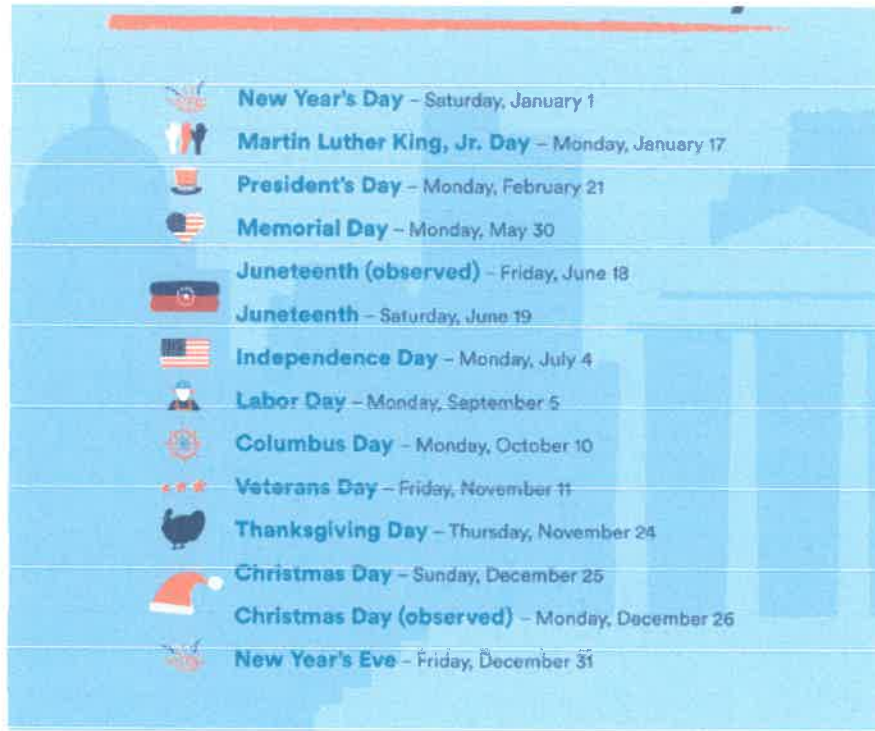 New Year's Day – Saturday, January 1
Martin Luther King, Jr. Day – Monday, January 17
President's Day – Monday, February 21
Memorial Day – Monday, May 30
Juneteenth (observed) – Friday, June 18
Juneteenth – Saturday, June 19
Independence Day – Monday, July 4
Labor Day – Monday, September 5
Columbus Day – Monday, October 10
Veterans Day – Friday, November 11
Thanksgiving Day – Thursday, November 24
Christmas Day – Sunday, December 25
Christmas Day (observed) – Monday, December 26
New Year's Eve – Friday, December 31